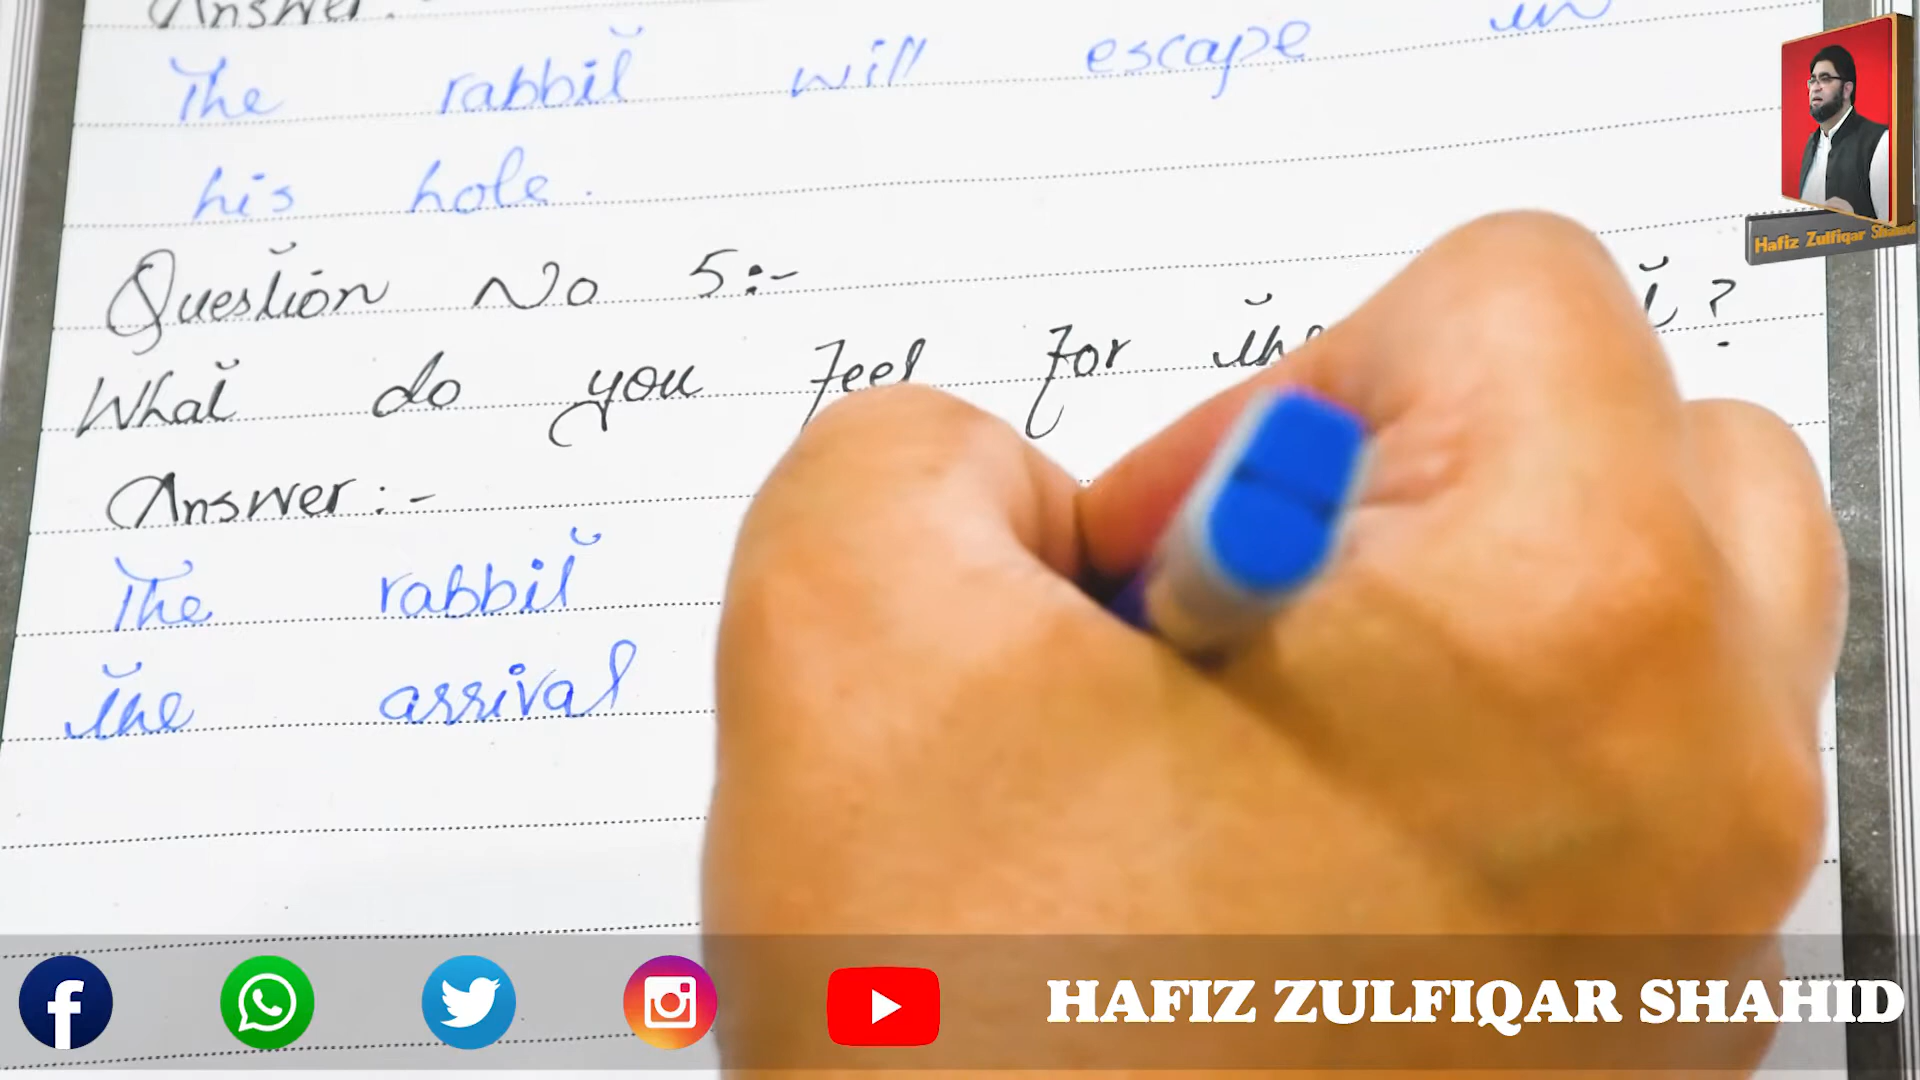 Answer:-
The rabbit will escape in
his hole.
Question No 5:-
What do you feel for the ?
Answer:-
The rabbit
the arrival
Hafiz Zulfiqar Shahid
HAFIZ ZULFIQAR SHAHID